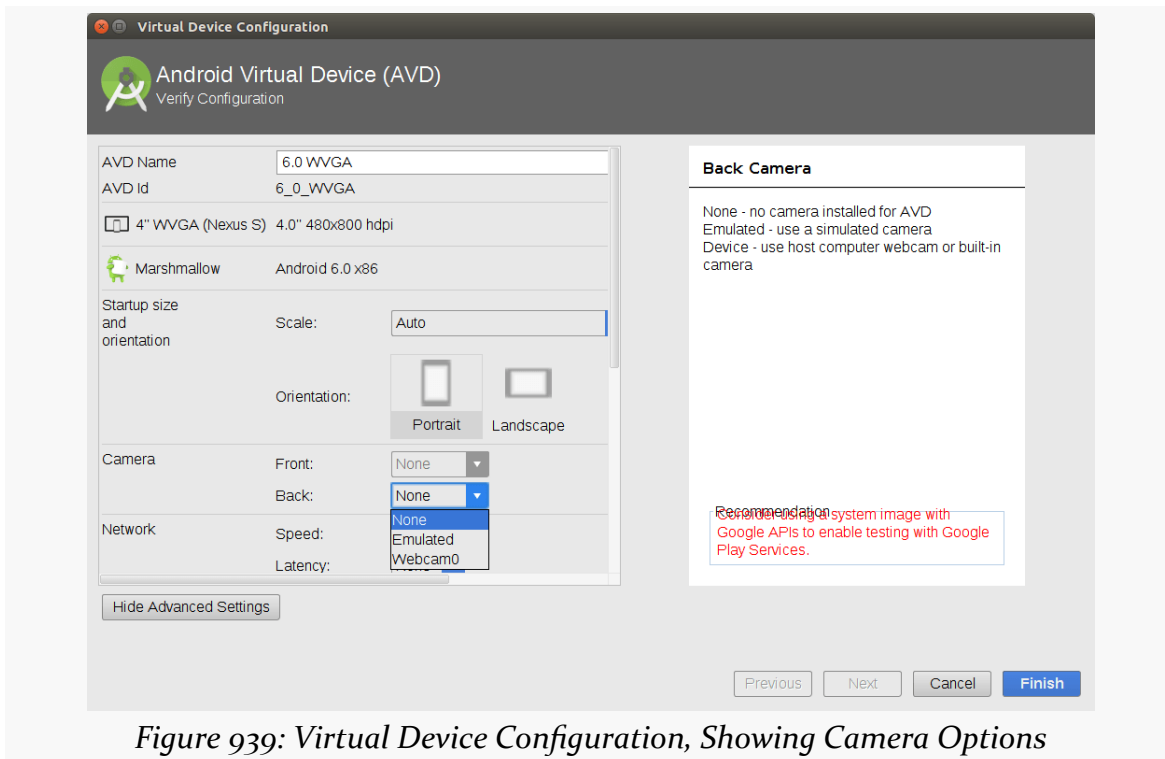 Virtual Device Configuration
Android Virtual Device (AVD)
Verify Configuration
AVD Name 6.0 WVGA
AVD Id 6_0_WVGA
4" WVGA (Nexus S) 4.0" 480x800 hdpi
Marshmallow Android 6.0 x86
Startup size
and
orientation
Scale: Auto
Orientation:
Portrait Landscape
Camera Front: None
Back: None
None
Emulated
Webcam0
Network Speed:
Latency:
Hide Advanced Settings
Back Camera
None - no camera installed for AVD
Emulated - use a simulated camera
Device - use host computer webcam or built-in
camera
Recommendation
Consider using a system image with
Google APIs to enable testing with Google
Play Services.
Previous Next Cancel Finish
Figure 939: Virtual Device Configuration, Showing Camera Options